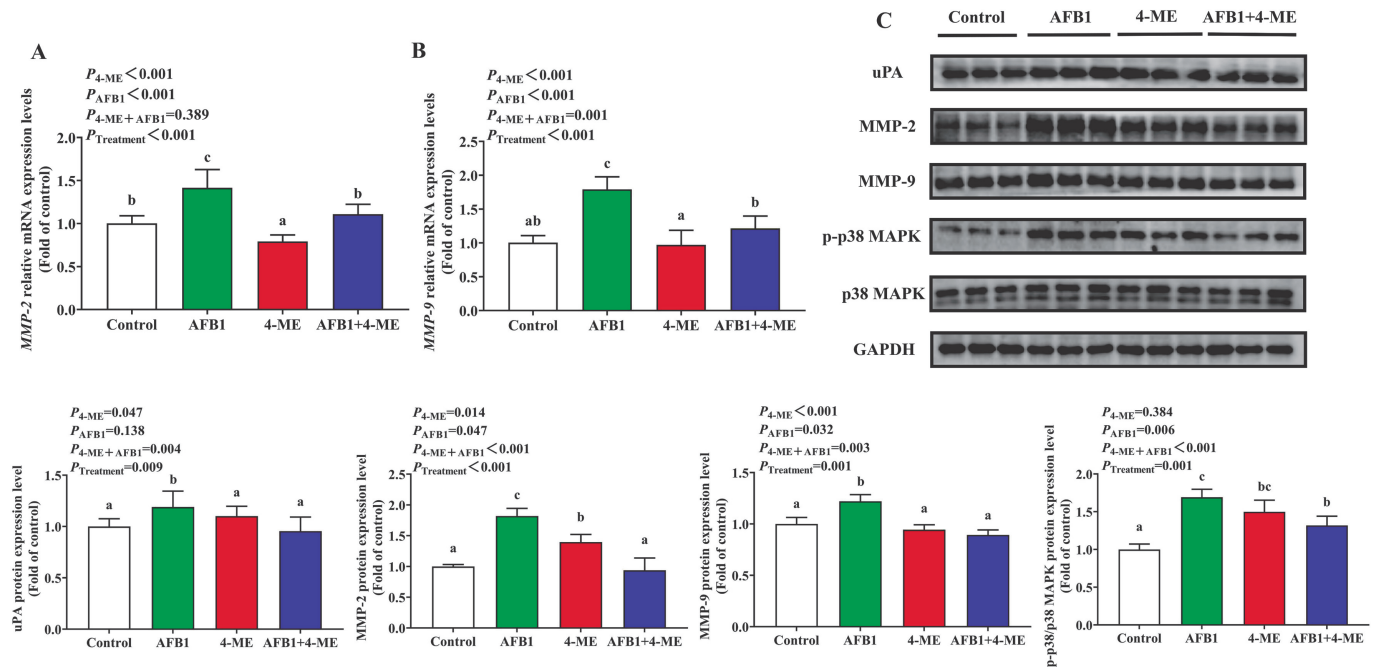 A
P4-ME＜0.001
PAFB1＜0.001
P4-ME+AFB1=0.389
PTreatment＜0.001
MMP-2 relative mRNA expression levels
(Fold of control)
2.0
1.5
1.0
0.5
0.0
b
c
a
b
Control
AFB1
4-ME
AFB1+4-ME
B
P4-ME＜0.001
PAFB1＜0.001
P4-ME+AFB1=0.001
PTreatment＜0.001
MMP-9 relative mRNA expression levels
(Fold of control)
2.5
2.0
1.5
1.0
0.5
0.0
ab
c
a
b
Control
AFB1
4-ME
AFB1+4-ME
C
Control
AFB1
4-ME
AFB1+4-ME
uPA
MMP-2
MMP-9
p-p38 MAPK
p38 MAPK
GAPDH
P4-ME=0.047
PAFB1=0.138
P4-ME+AFB1=0.004
PTreatment=0.009
uPA protein expression level
(Fold of control)
1.5
1.0
0.5
0.0
a
b
a
a
Control
AFB1
4-ME
AFB1+4-ME
P4-ME=0.014
PAFB1=0.047
P4-ME+AFB1＜0.001
PTreatment＜0.001
MMP-2 protein expression level
(Fold of control)
2.5
2.0
1.5
1.0
0.5
0.0
a
c
b
a
Control
AFB1
4-ME
AFB1+4-ME
P4-ME＜0.001
PAFB1=0.032
P4-ME+AFB1=0.003
PTreatment=0.001
MMP-9 protein expression level
(Fold of control)
1.5
1.0
0.5
0.0
a
b
a
a
Control
AFB1
4-ME
AFB1+4-ME
P4-ME=0.384
PAFB1=0.006
P4-ME+AFB1＜0.001
PTreatment=0.001
p-p38/p38 MAPK protein expression level
(Fold of control)
2.0
1.5
1.0
0.5
0.0
a
c
bc
b
Control
AFB1
4-ME
AFB1+4-ME